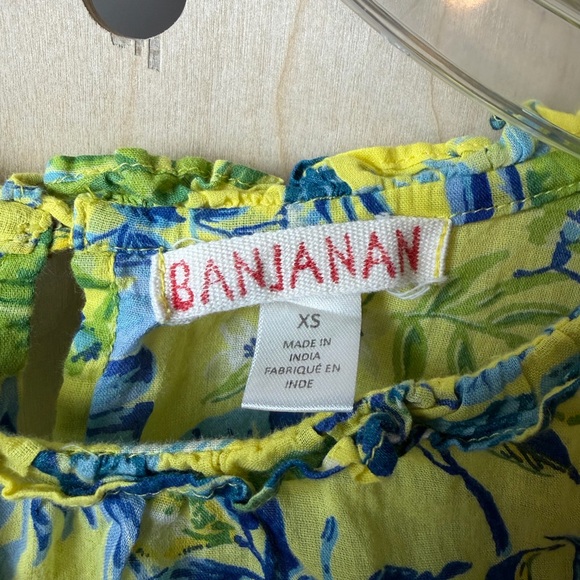 BANJANAN
XS
MADE IN
INDIA
FABRIQUÉ EN
INDE